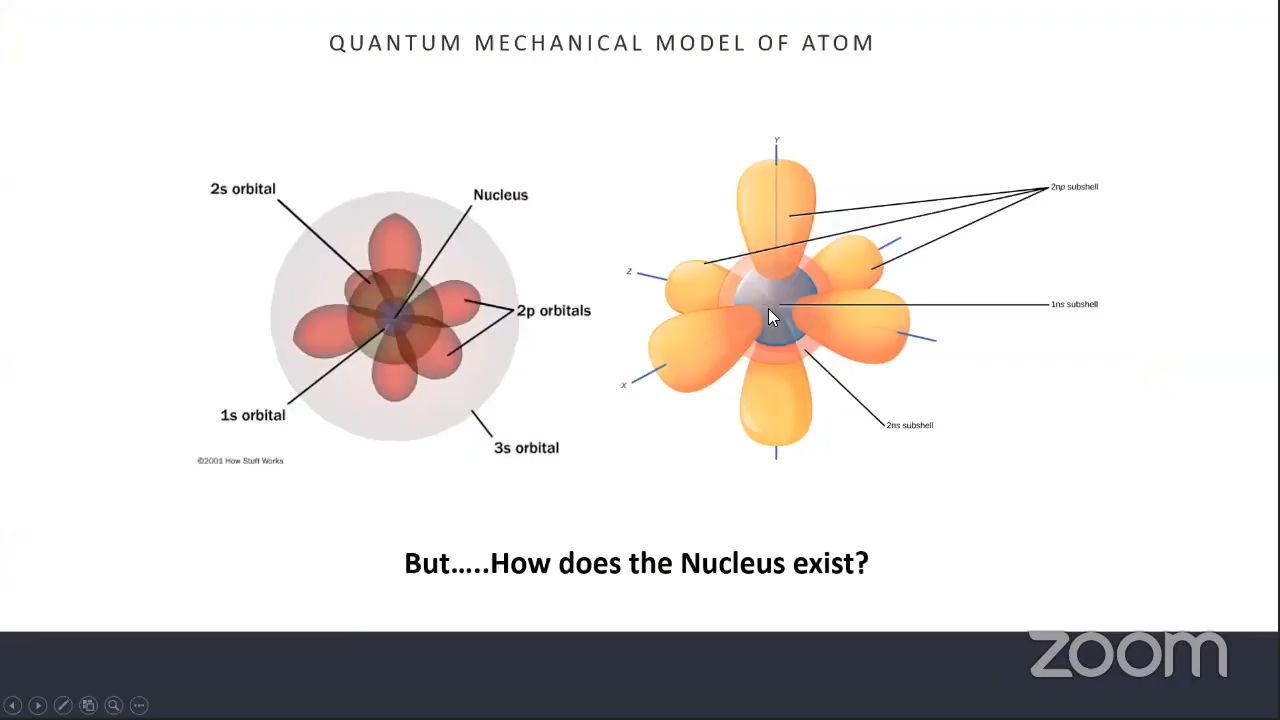 QUANTUM MECHANICAL MODEL OF ATOM
2s orbital
Nucleus
2p orbitals
1s orbital
3s orbital
©2001 How Stuff Works
Y
2np subshell
Z
1ns subshell
X
2ns subshell
But…..How does the Nucleus exist?
zoom